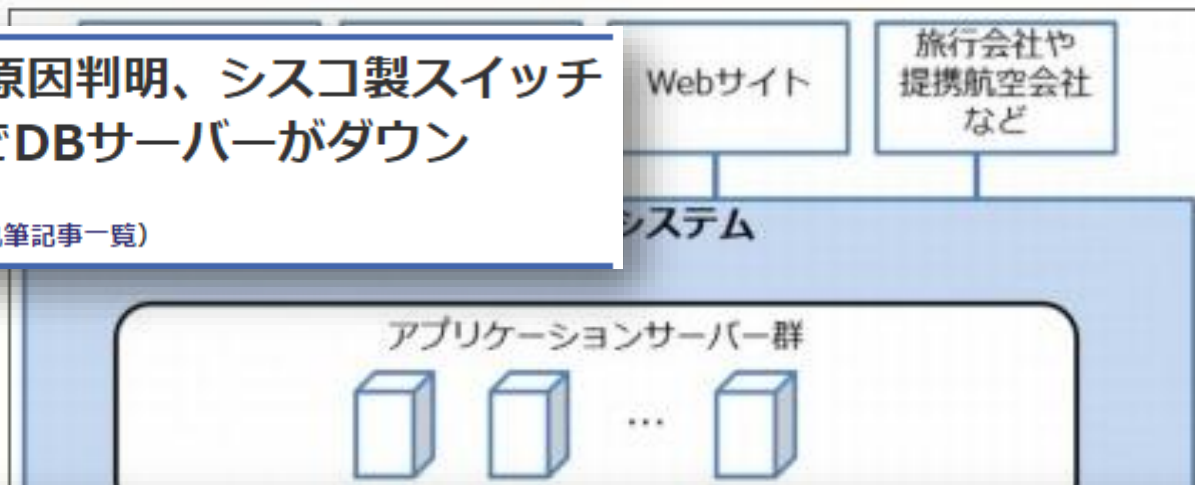 原因判明、シスコ製スイッチ
でDBサーバーがダウン
筆記事一覧）
Webサイト
旅行会社や
提携航空会社
など
システム
アプリケーションサーバー群
…